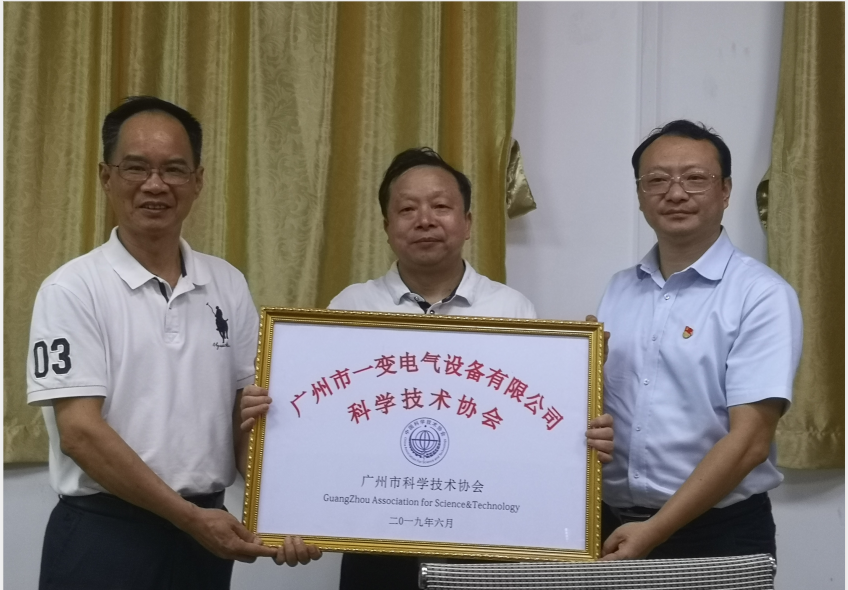 03
广州市一变电气设备有限公司
科学技术协会
广州市科学技术协会
GuangZhou Association for Science&Technology
二〇一九年六月